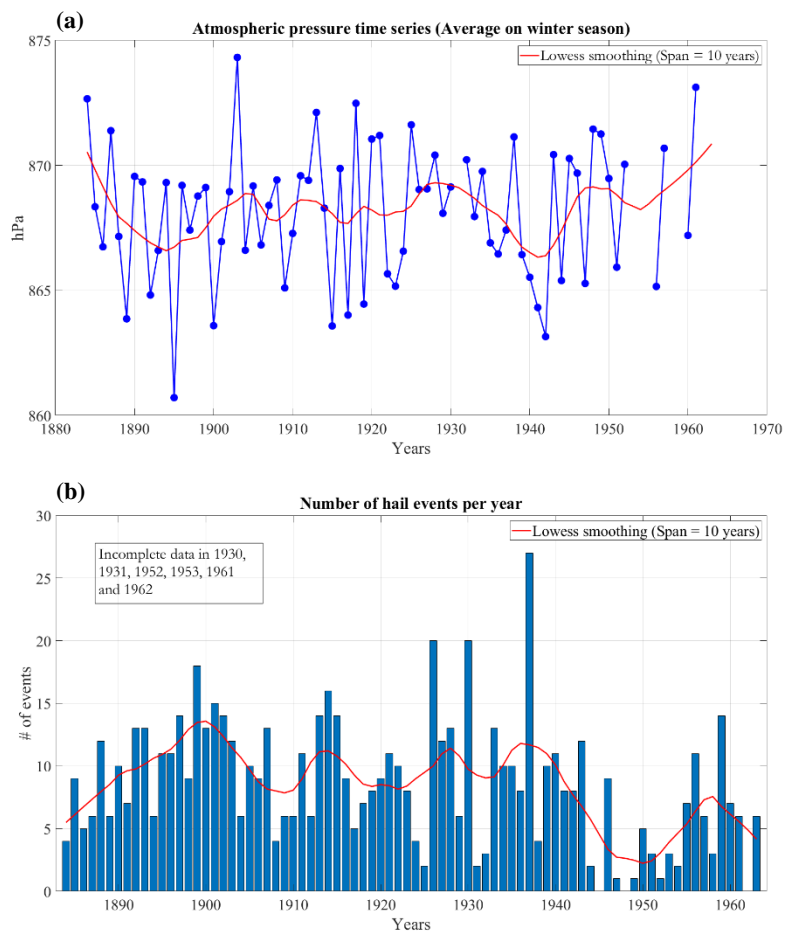 (a)
Atmospheric pressure time series (Average on winter season)
875
870
865
860
hPa
Lowess smoothing (Span = 10 years)
1880 1890 1900 1910 1920 1930 1940 1950 1960 1970
Years
(b)
Number of hail events per year
30
25
20
15
10
5
0
# of events
Lowess smoothing (Span = 10 years)
Incomplete data in 1930,
1931, 1952, 1953, 1961
and 1962
1890 1900 1910 1920 1930 1940 1950 1960
Years